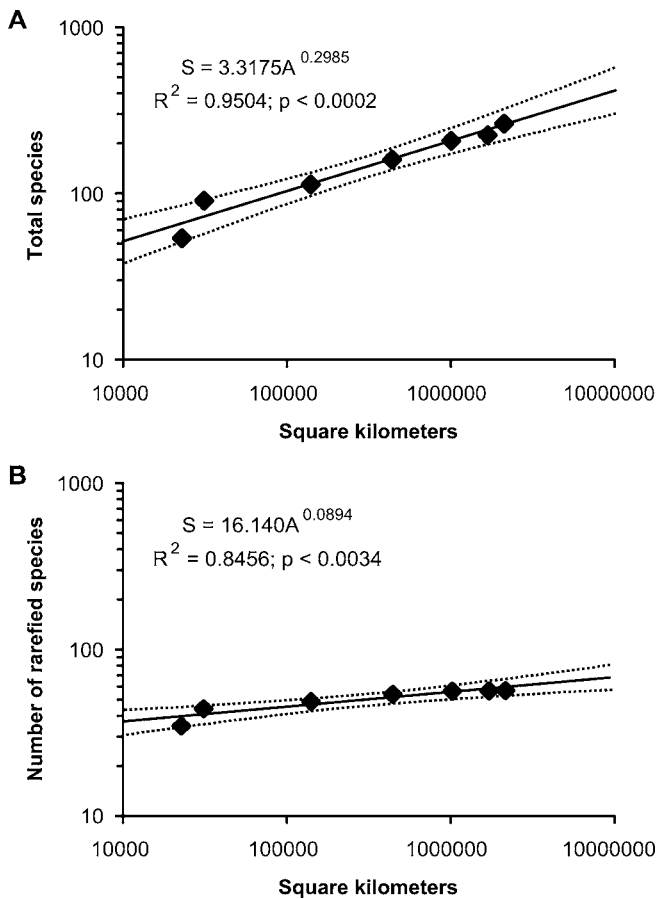 A
1000
S = 3.3175A^0.2985
R^2 = 0.9504; p < 0.0002
Total species
100
10
10000 100000 1000000 10000000
Square kilometers
B
1000
S = 16.140A^0.0894
R^2 = 0.8456; p < 0.0034
Number of rarefied species
100
10
10000 100000 1000000 10000000
Square kilometers